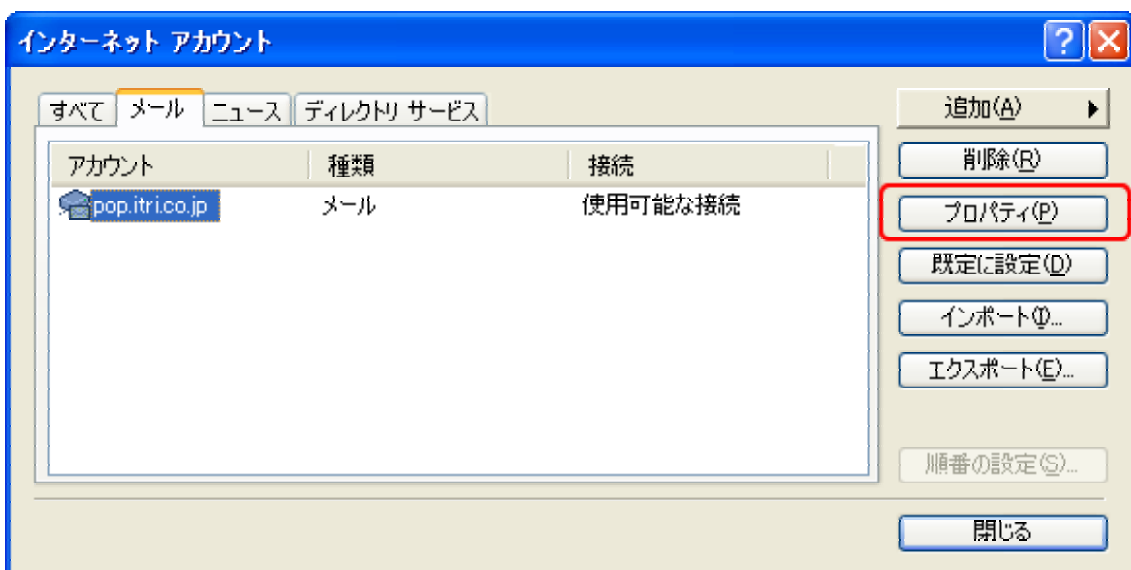 インターネット アカウント
すべて メール ニュース ディレクトリ サービス
アカウント 種類 接続
pop.itri.co.jp メール 使用可能な接続
追加(A)
削除(R)
プロパティ(P)
既定に設定(D)
インポート(I)...
エクスポート(E)...
順番の設定(S)...
閉じる